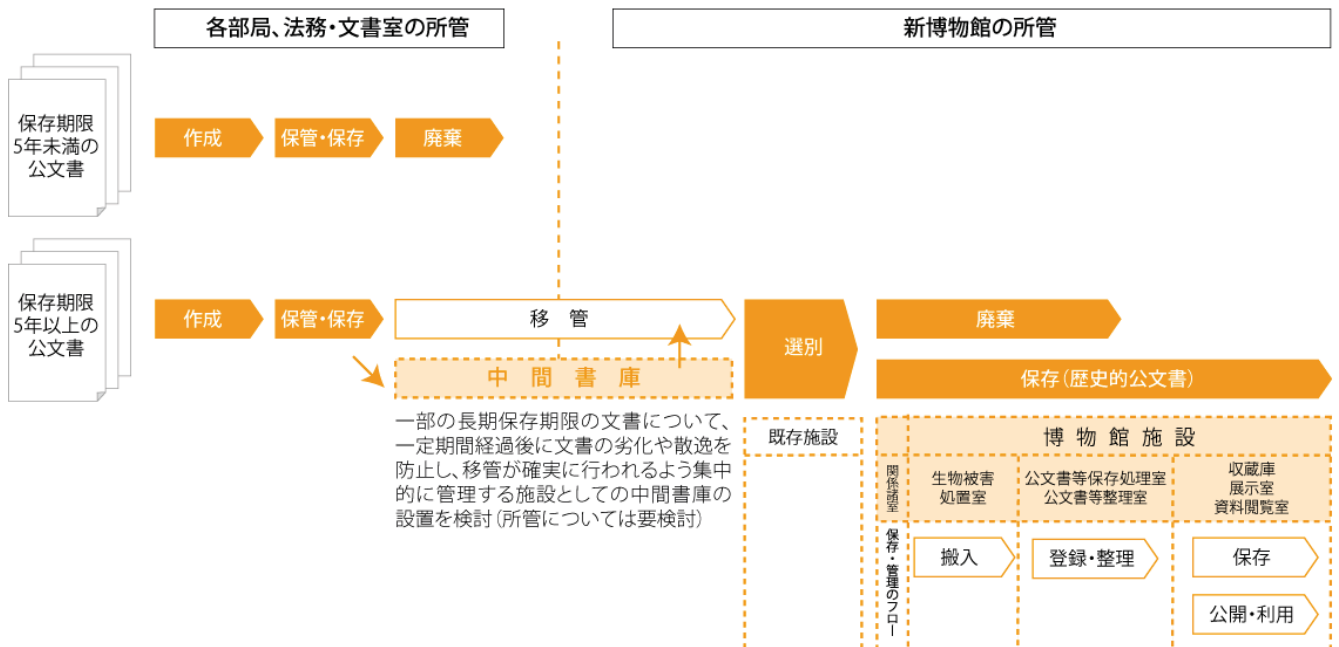 各部局、法務・文書室の所管
新博物館の所管
保存期限
5年未満の
公文書
作成
保管・保存
廃棄
保存期限
5年以上の
公文書
作成
保管・保存
移 管
選別
廃棄
中 間 書 庫
保存（歴史的公文書）
一部の長期保存期限の文書について、
一定期間経過後に文書の劣化や散逸を
防止し、移管が確実に行われるよう集中
的に管理する施設としての中間書庫の
設置を検討（所管については要検討）
既存施設
博 物 館 施 設
関係諸室
生物被害
処置室
公文書等保存処理室
公文書等整理室
収蔵庫
展示室
資料閲覧室
保存・管理のフロー
搬入
登録・整理
保存
公開・利用